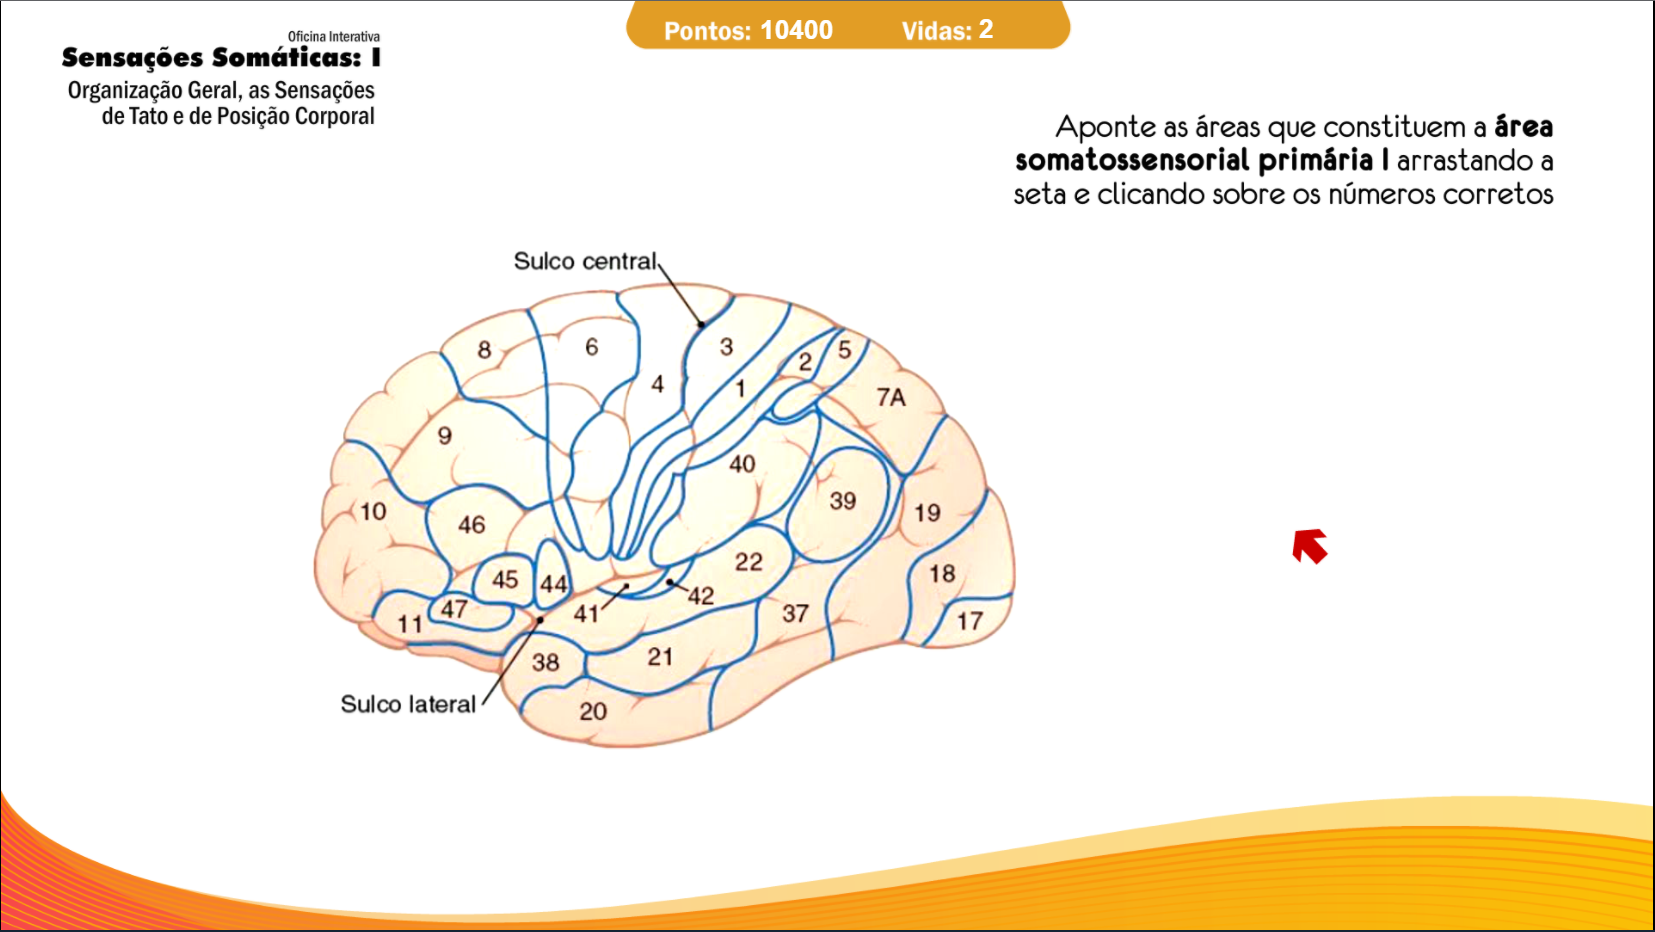 Pontos: 10400 Vidas: 2
Oficina Interativa
Sensações Somáticas: I
Organização Geral, as Sensações
de Tato e de Posição Corporal
Aponte as áreas que constituem a área
somatossensorial primária I arrastando a
seta e clicando sobre os números corretos
Sulco central
8
6
4
3
1
2
5
7A
9
10
46
40
39
19
45
44
22
18
47
11
41
42
37
17
38
21
Sulco lateral
20